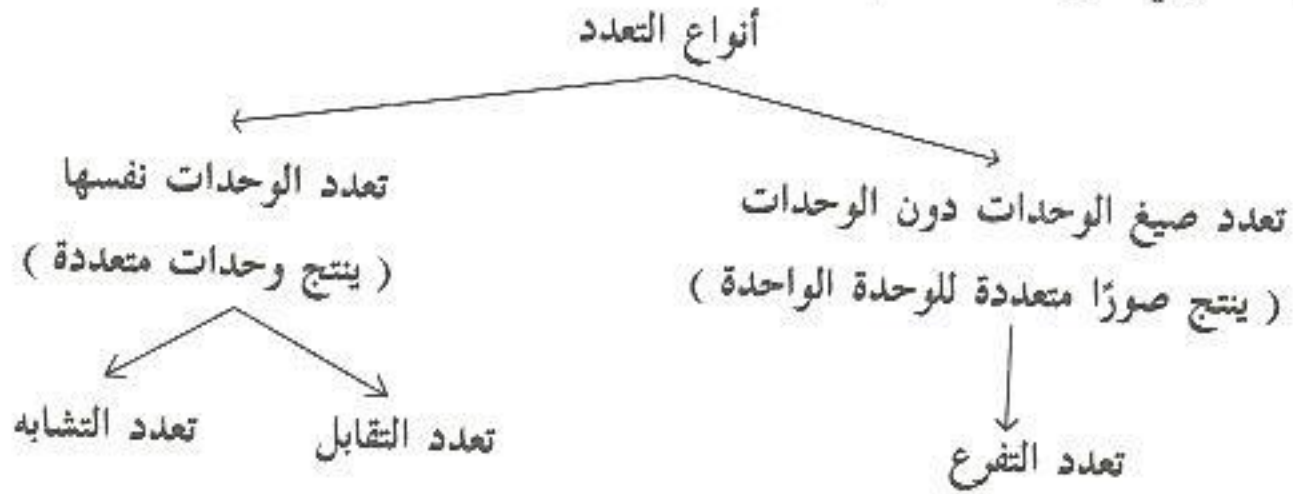 أنواع التعدد
تعدد صيغ الوحدات دون الوحدات
( ينتج صورًا متعددة للوحدة الواحدة )
تعدد التفرع
تعدد الوحدات نفسها
( ينتج وحدات متعددة )
تعدد التقابل
تعدد التشابه